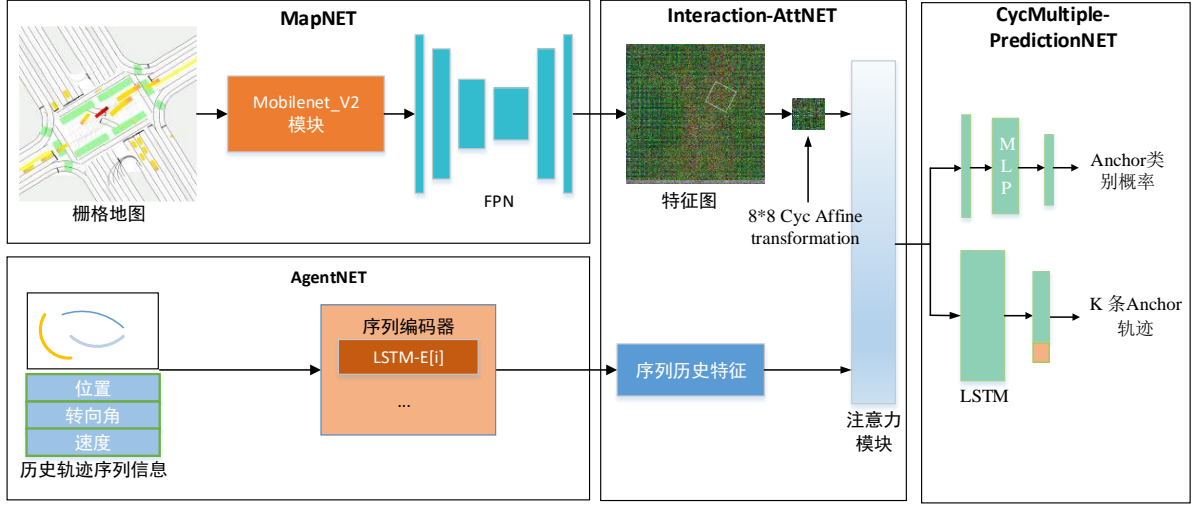 MapNET
栅格地图
Mobilenet_V2
模块
FPN
AgentNET
位置
转向角
速度
历史轨迹序列信息
序列编码器
LSTM-E[i]
...
Interaction-AttNET
特征图
8*8 Cyc Affine
transformation
序列历史特征
注意力
模块
CycMultiple-
PredictionNET
MLP
Anchor类
别概率
LSTM
K 条Anchor
轨迹